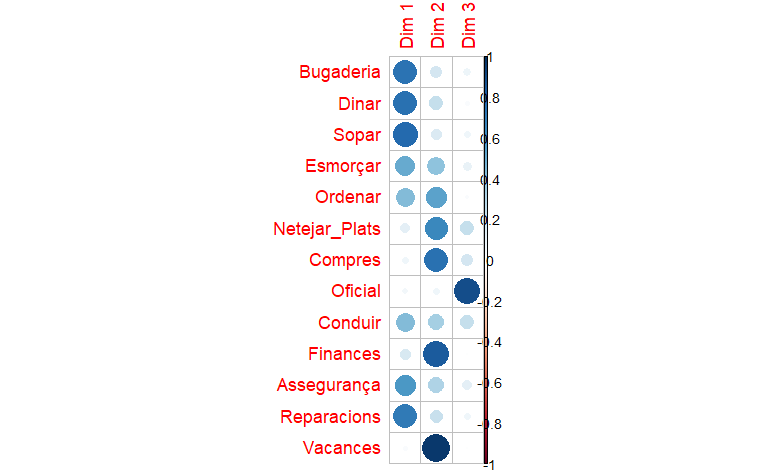 Dim 1
Dim 2
Dim 3
Bugaderia
Dinar
Sopar
Esmorçar
Ordenar
Netejar_Plats
Compres
Oficial
Conduir
Finances
Assegurança
Reparacions
Vacances
1
0.8
0.6
0.4
0.2
0
-0.2
-0.4
-0.6
-0.8
-1